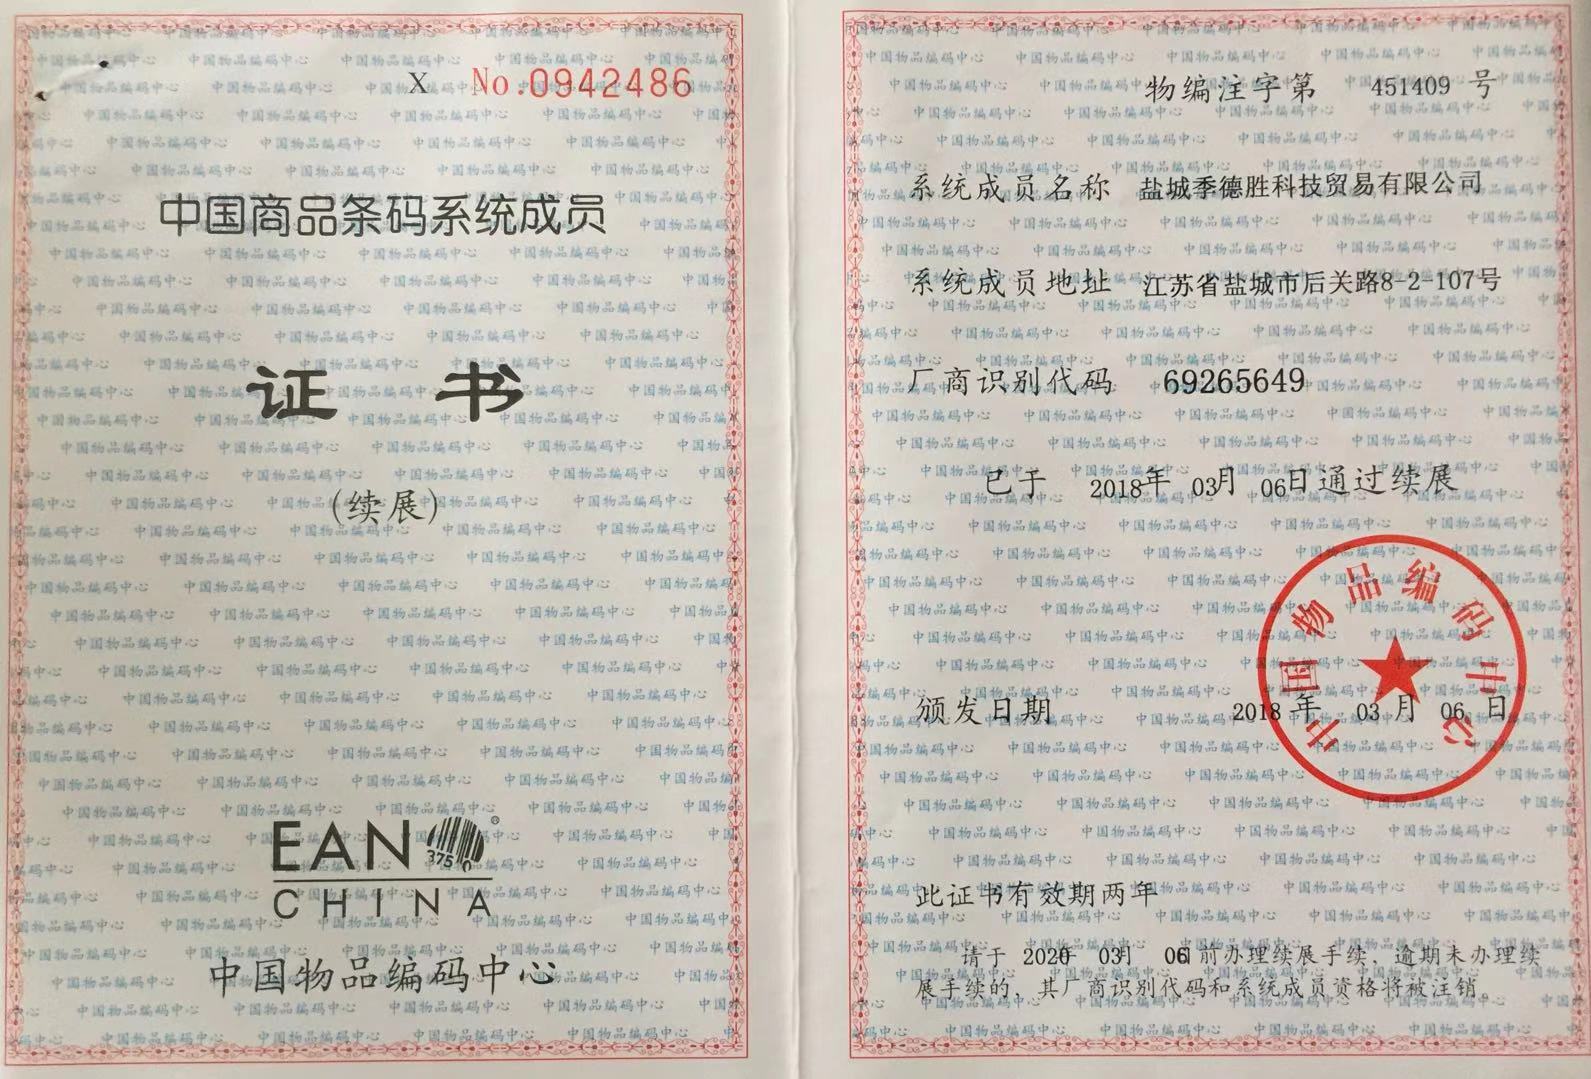 X No.0942486
中国商品条码系统成员
证 书
(续展)
EAN
375 0
®
CHINA
中国物品编码中心
物编注字第 451409 号
系统成员名称 盐城季德胜科技贸易有限公司
系统成员地址 江苏省盐城市后关路8-2-107号
厂商识别代码 69265649
已于 2018年 03月 06日通过续展
中国物品编码中心
颁发日期 2018 年 03 月 06 日
此证书有效期两年
请于 2020年 03月 06日前办理续展手续，逾期未办理续
展手续的，其厂商识别代码和系统成员资格将被注销。